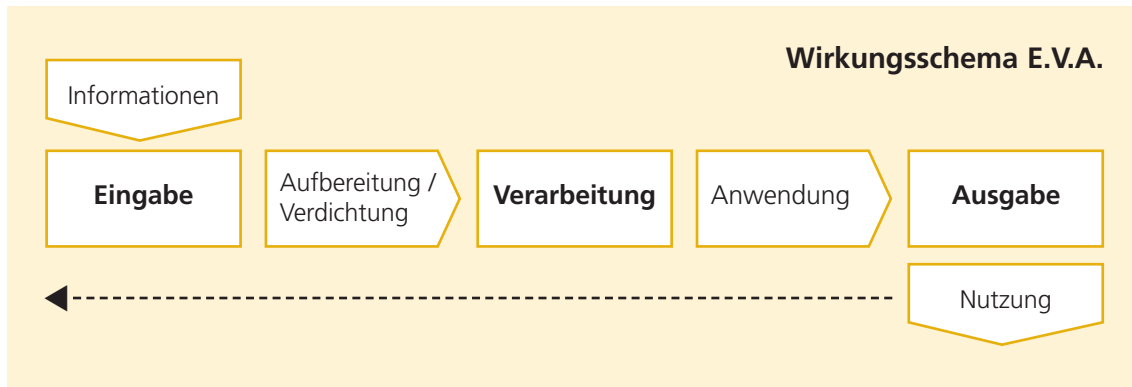 Wirkungsschema E.V.A.
Informationen
Eingabe
Aufbereitung /
Verdichtung
Verarbeitung
Anwendung
Ausgabe
Nutzung